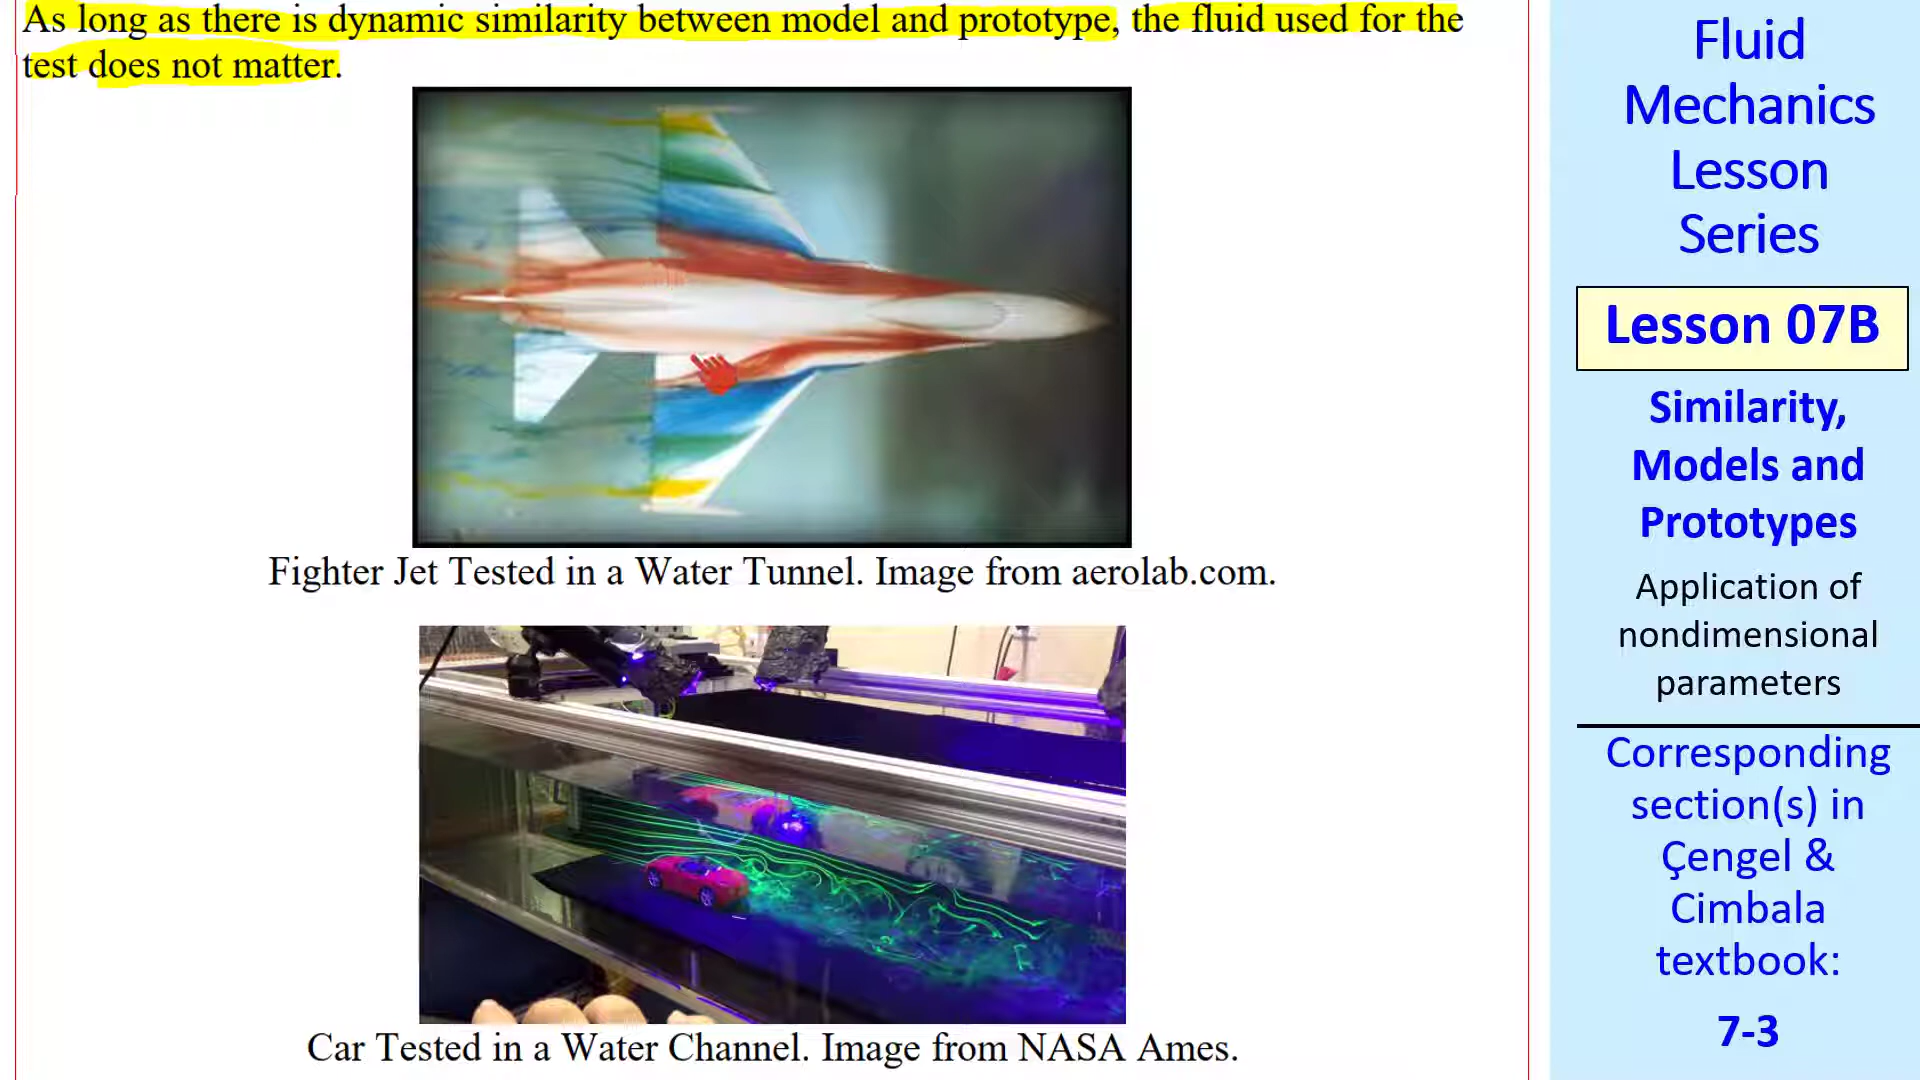 As long as there is dynamic similarity between model and prototype, the fluid used for the
test does not matter.
Fighter Jet Tested in a Water Tunnel. Image from aerolab.com.
Car Tested in a Water Channel. Image from NASA Ames.
Fluid
Mechanics
Lesson
Series
Lesson 07B
Similarity,
Models and
Prototypes
Application of
nondimensional
parameters
Corresponding
section(s) in
Çengel &
Cimbala
textbook:
7-3